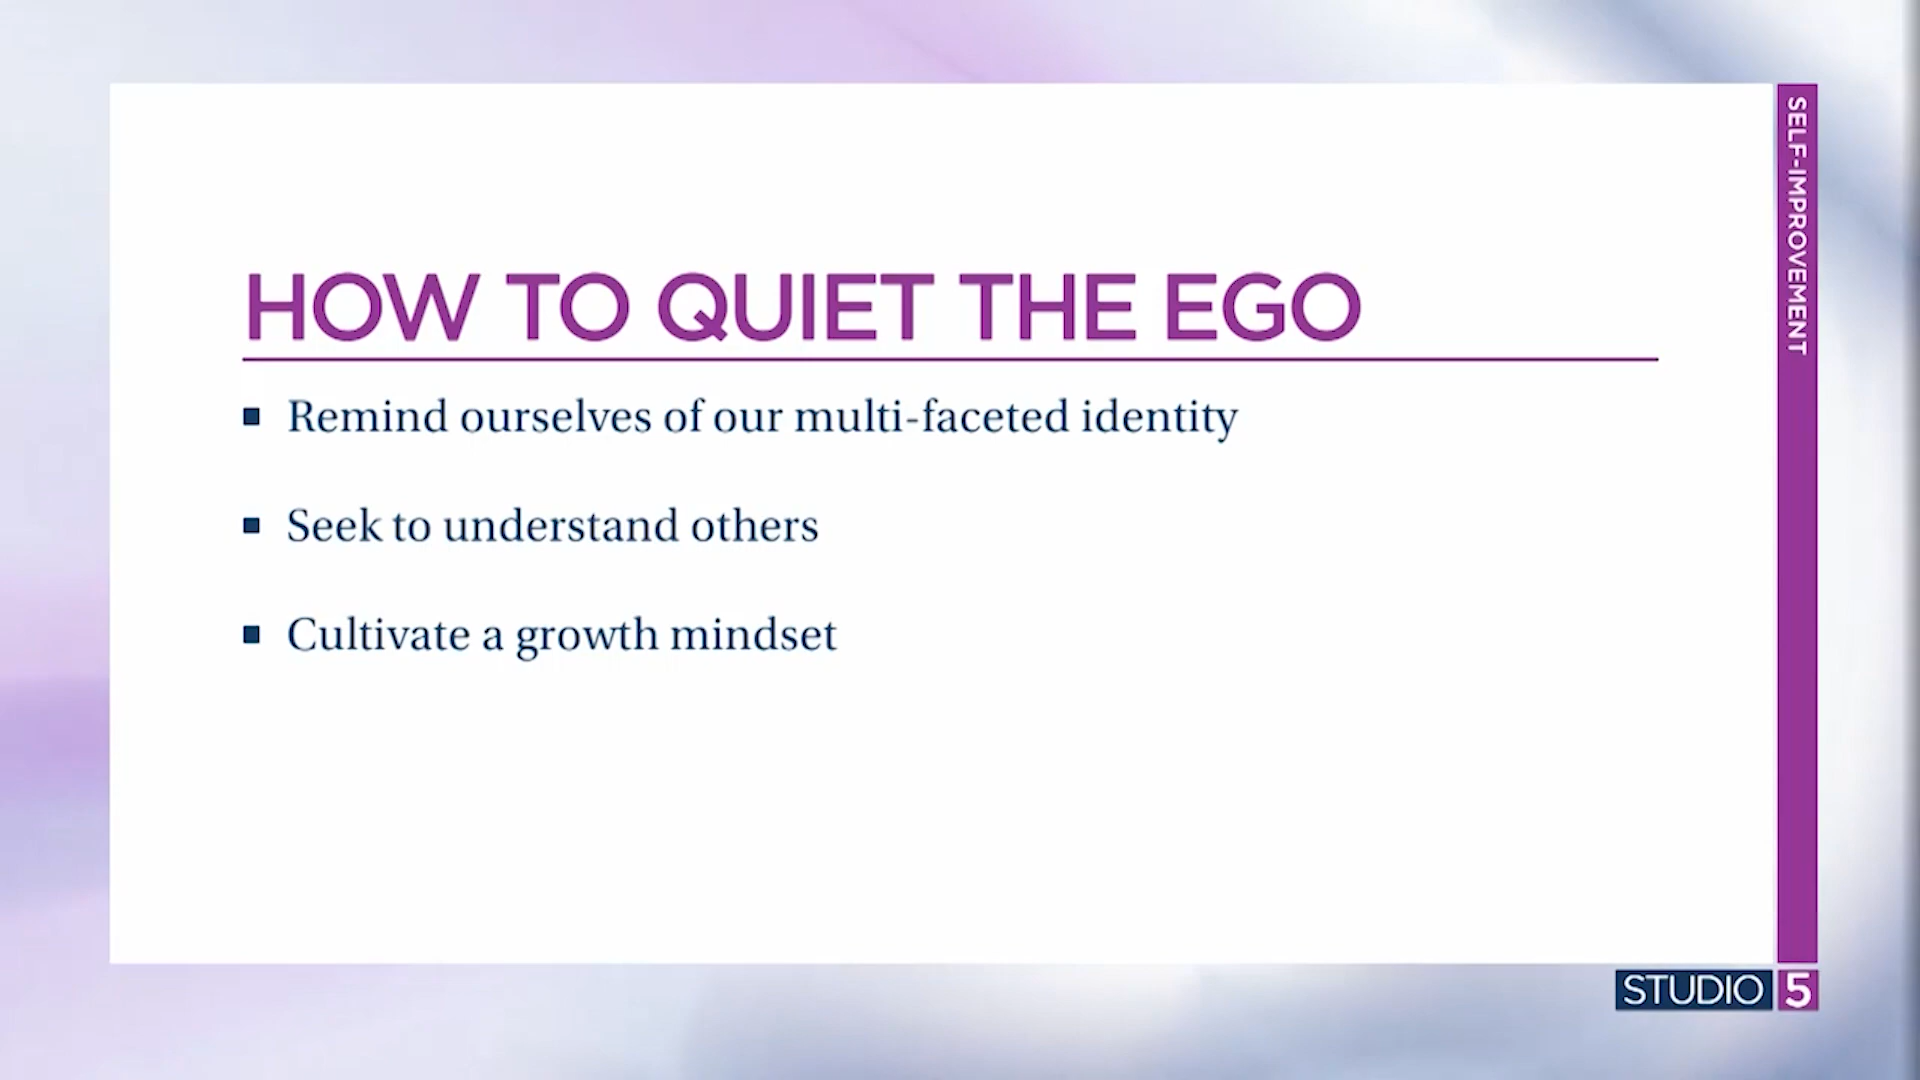 HOW TO QUIET THE EGO
▪ Remind ourselves of our multi-faceted identity
▪ Seek to understand others
▪ Cultivate a growth mindset
SELF-IMPROVEMENT
STUDIO 5